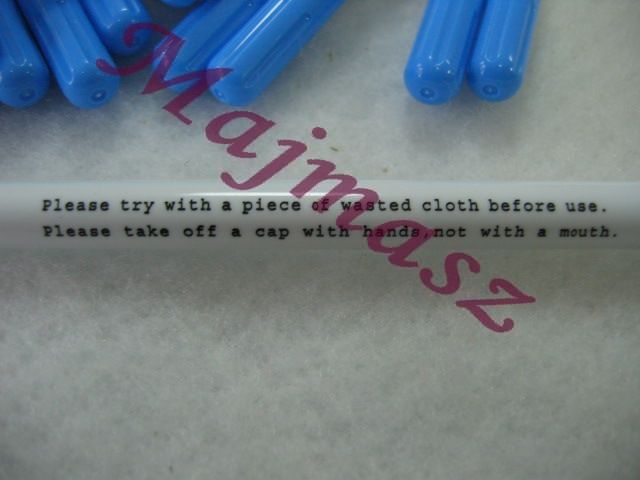 Please try with a piece of wasted cloth before use.
Please take off a cap with hands,not with a mouth.
Majmasz